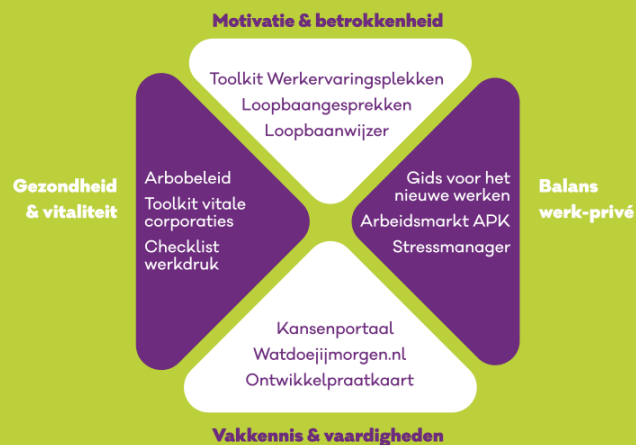 Motivatie & betrokkenheid
Toolkit Werkervaringsplekken
Loopbaangesprekken
Loopbaanwijzer
Gezondheid
& vitaliteit
Arbobeleid
Toolkit vitale
corporaties
Checklist
werkdruk
Gids voor het
nieuwe werken
Arbeidsmarkt APK
Stressmanager
Balans
werk-privé
Kansenportaal
Watdoejijmorgen.nl
Ontwikkelpraatkaart
Vakkennis & vaardigheden